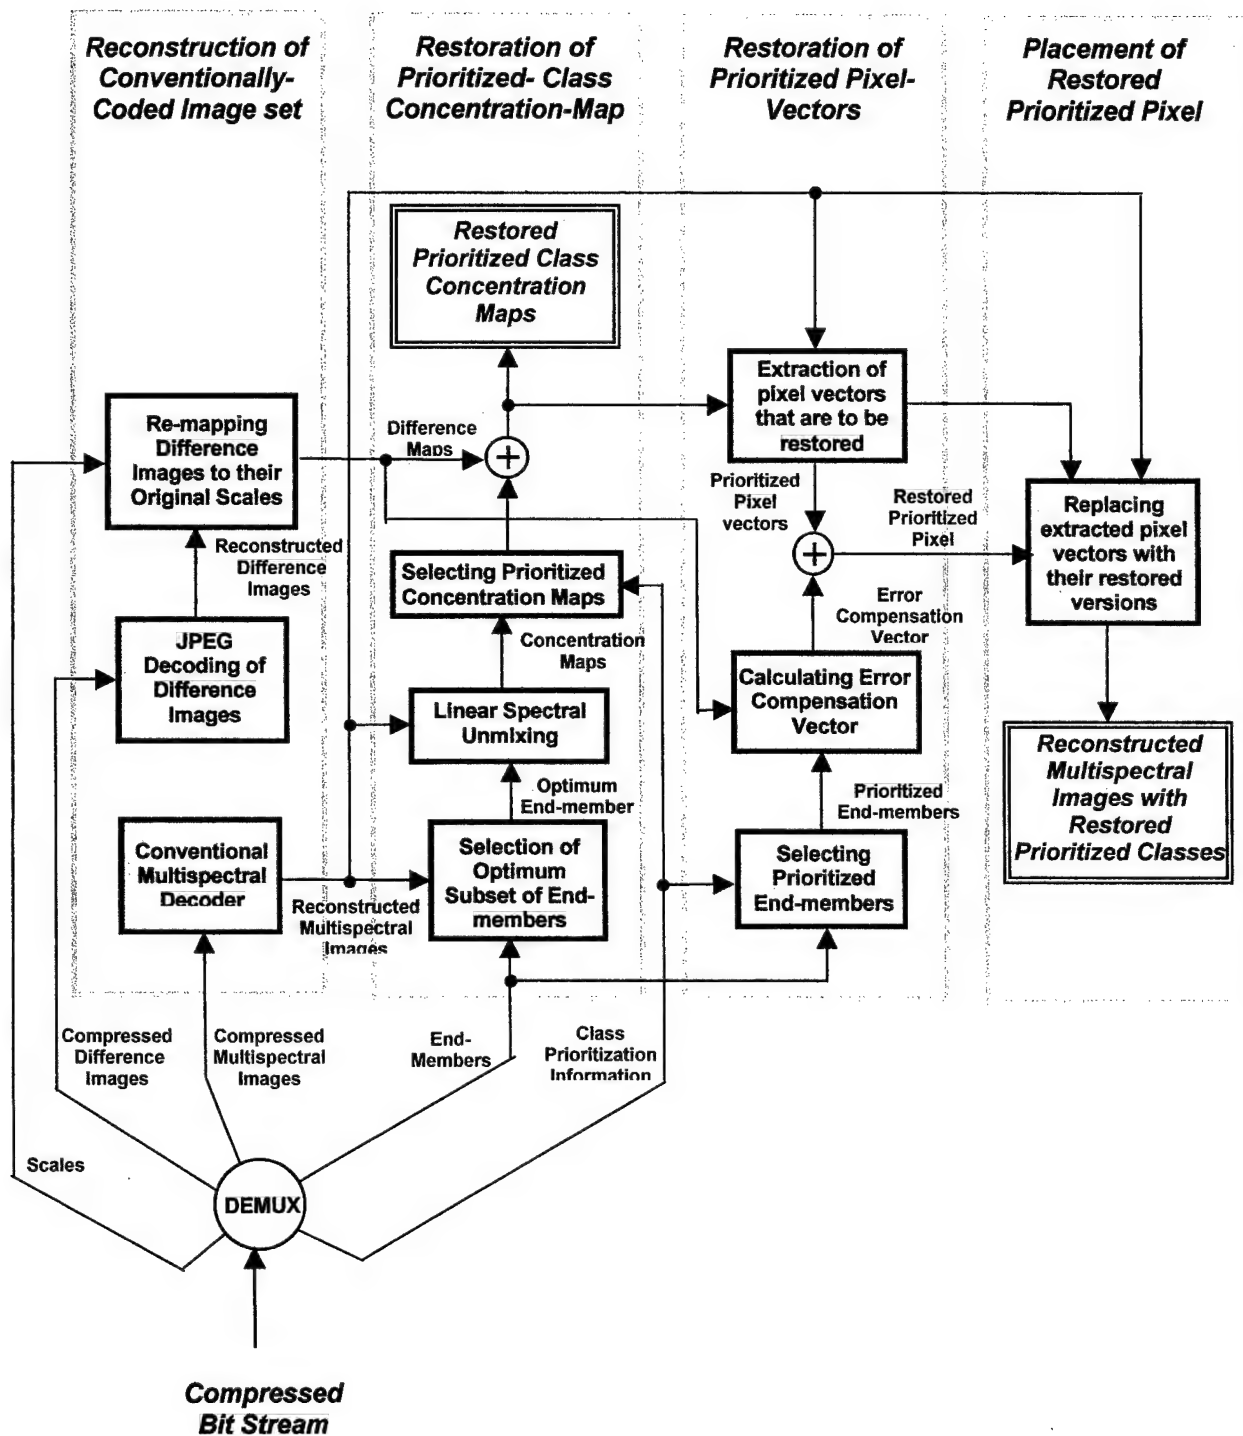 Reconstruction of
Conventionally-
Coded Image set
Restoration of
Prioritized- Class
Concentration-Map
Restoration of
Prioritized Pixel-
Vectors
Placement of
Restored
Prioritized Pixel
Restored
Prioritized Class
Concentration
Maps
Re-mapping
Difference
Images to their
Original Scales
Difference
Maps
Extraction of
pixel vectors
that are to be
restored
Prioritized
Pixel
vectors
Restored
Prioritized
Pixel
Replacing
extracted pixel
vectors with
their restored
versions
Reconstructed
Difference
Images
Selecting Prioritized
Concentration Maps
Error
Compensation
Vector
JPEG
Decoding of
Difference
Images
Concentration
Maps
Linear Spectral
Unmixing
Calculating Error
Compensation
Vector
Reconstructed
Multispectral
Images with
Restored
Prioritized Classes
Optimum
End-member
Prioritized
End-members
Conventional
Multispectral
Decoder
Reconstructed
Multispectral
Images
Selection of
Optimum
Subset of End-
members
Selecting
Prioritized
End-members
Compressed
Difference
Images
Compressed
Multispectral
Images
End-
Members
Class
Prioritization
Information
Scales
DEMUX
Compressed
Bit Stream